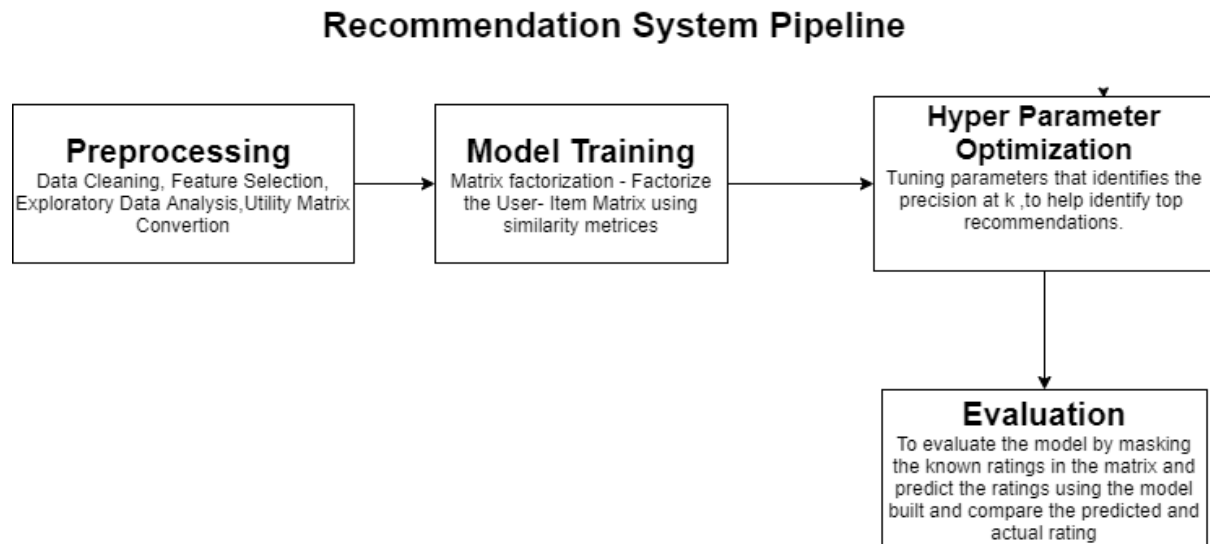 Recommendation System Pipeline
Preprocessing
Data Cleaning, Feature Selection,
Exploratory Data Analysis,Utility Matrix
Convertion
Model Training
Matrix factorization - Factorize
the User- Item Matrix using
similarity metrices
Hyper Parameter
Optimization
Tuning parameters that identifies the
precision at k ,to help identify top
recommendations.
Evaluation
To evaluate the model by masking
the known ratings in the matrix and
predict the ratings using the model
built and compare the predicted and
actual rating